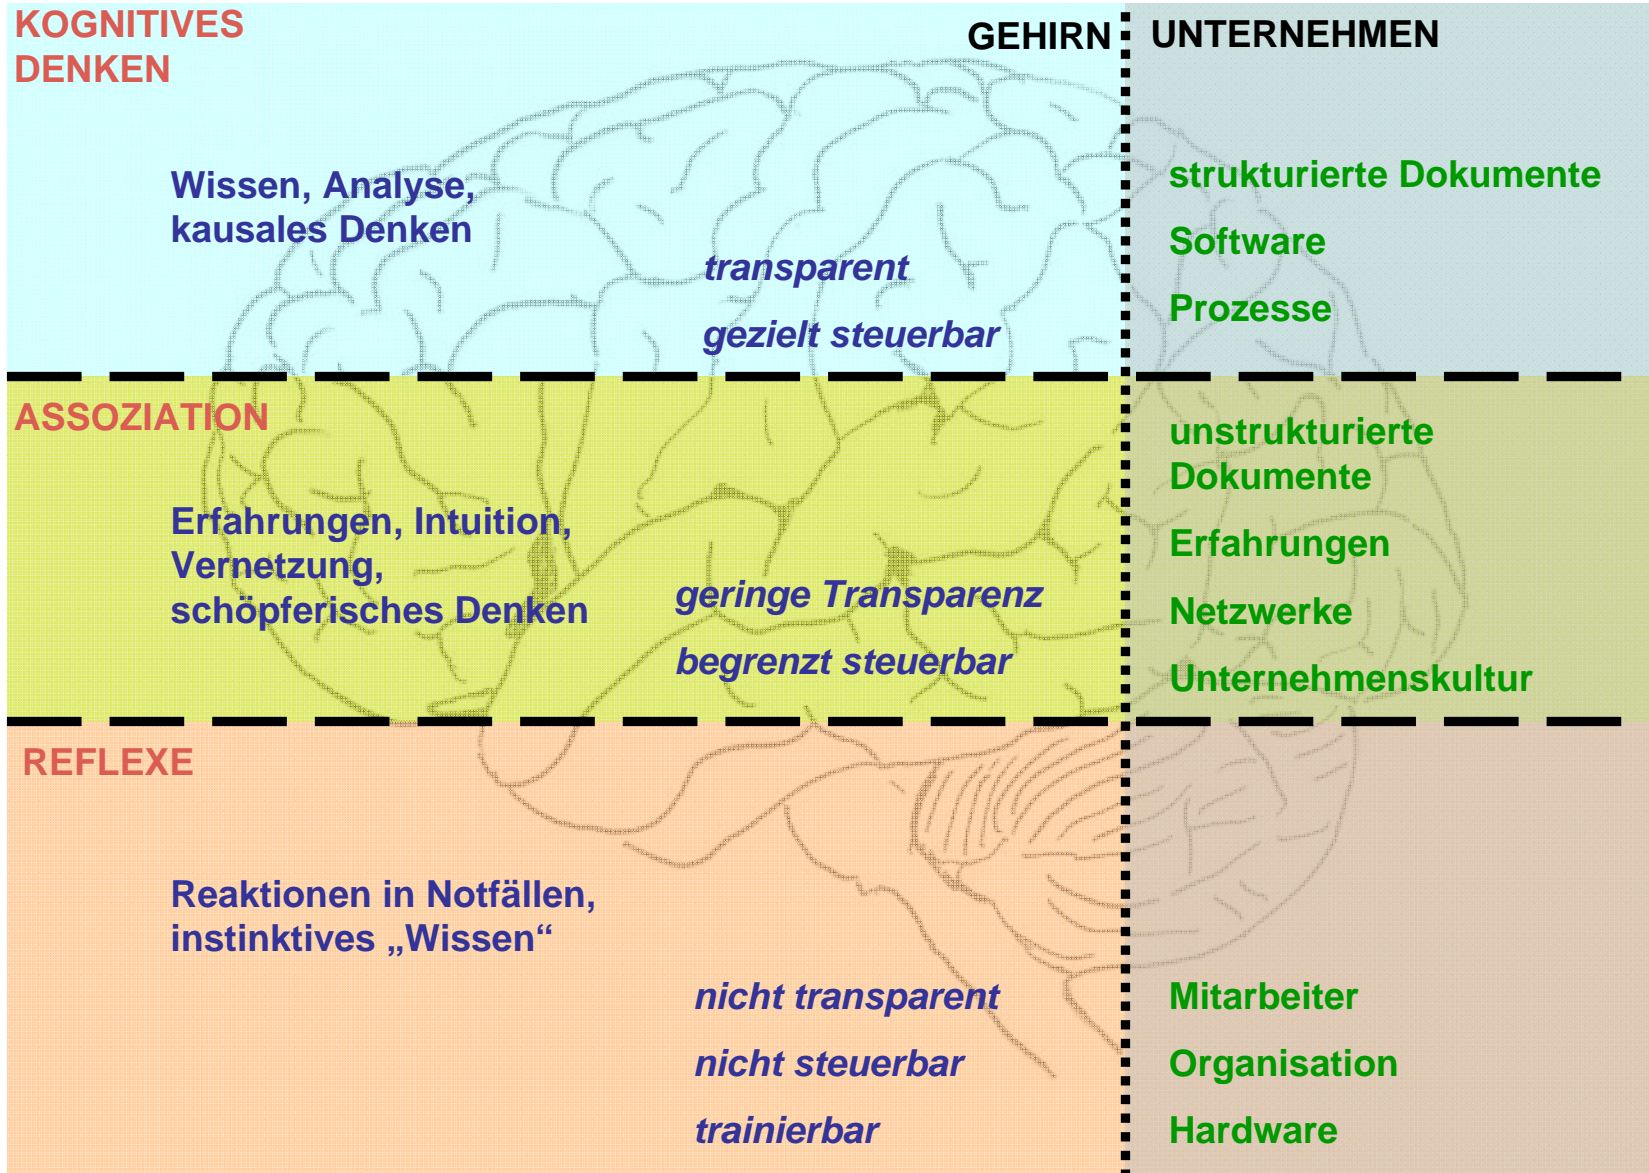 KOGNITIVES
DENKEN
GEHIRN
UNTERNEHMEN
Wissen, Analyse,
kausales Denken
transparent
gezielt steuerbar
strukturierte Dokumente
Software
Prozesse
ASSOZIATION
Erfahrungen, Intuition,
Vernetzung,
schöpferisches Denken
geringe Transparenz
begrenzt steuerbar
unstrukturierte
Dokumente
Erfahrungen
Netzwerke
Unternehmenskultur
REFLEXE
Reaktionen in Notfällen,
instinktives „Wissen“
nicht transparent
nicht steuerbar
trainierbar
Mitarbeiter
Organisation
Hardware